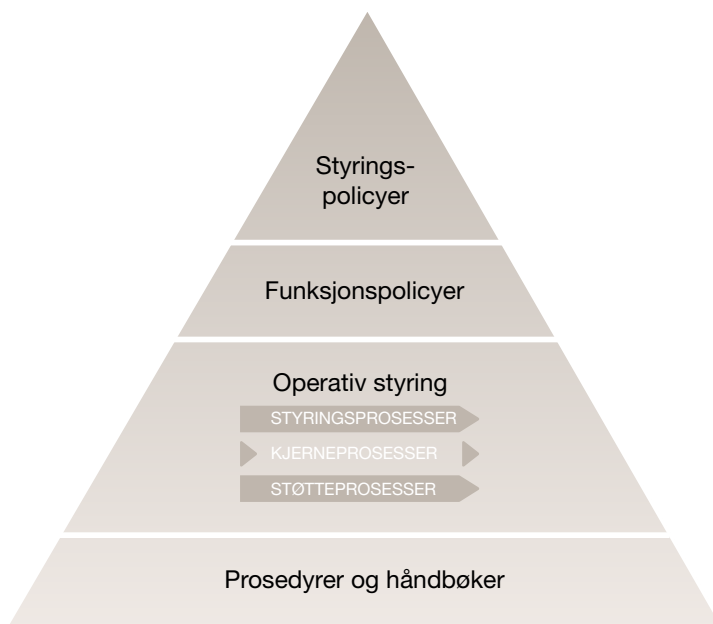 Styrings-
policyer
Funksjonspolicyer
Operativ styring
STYRINGSPROSESSER
KJERNEPROSESSER
STØTTEPROSESSER
Prosedyrer og håndbøker